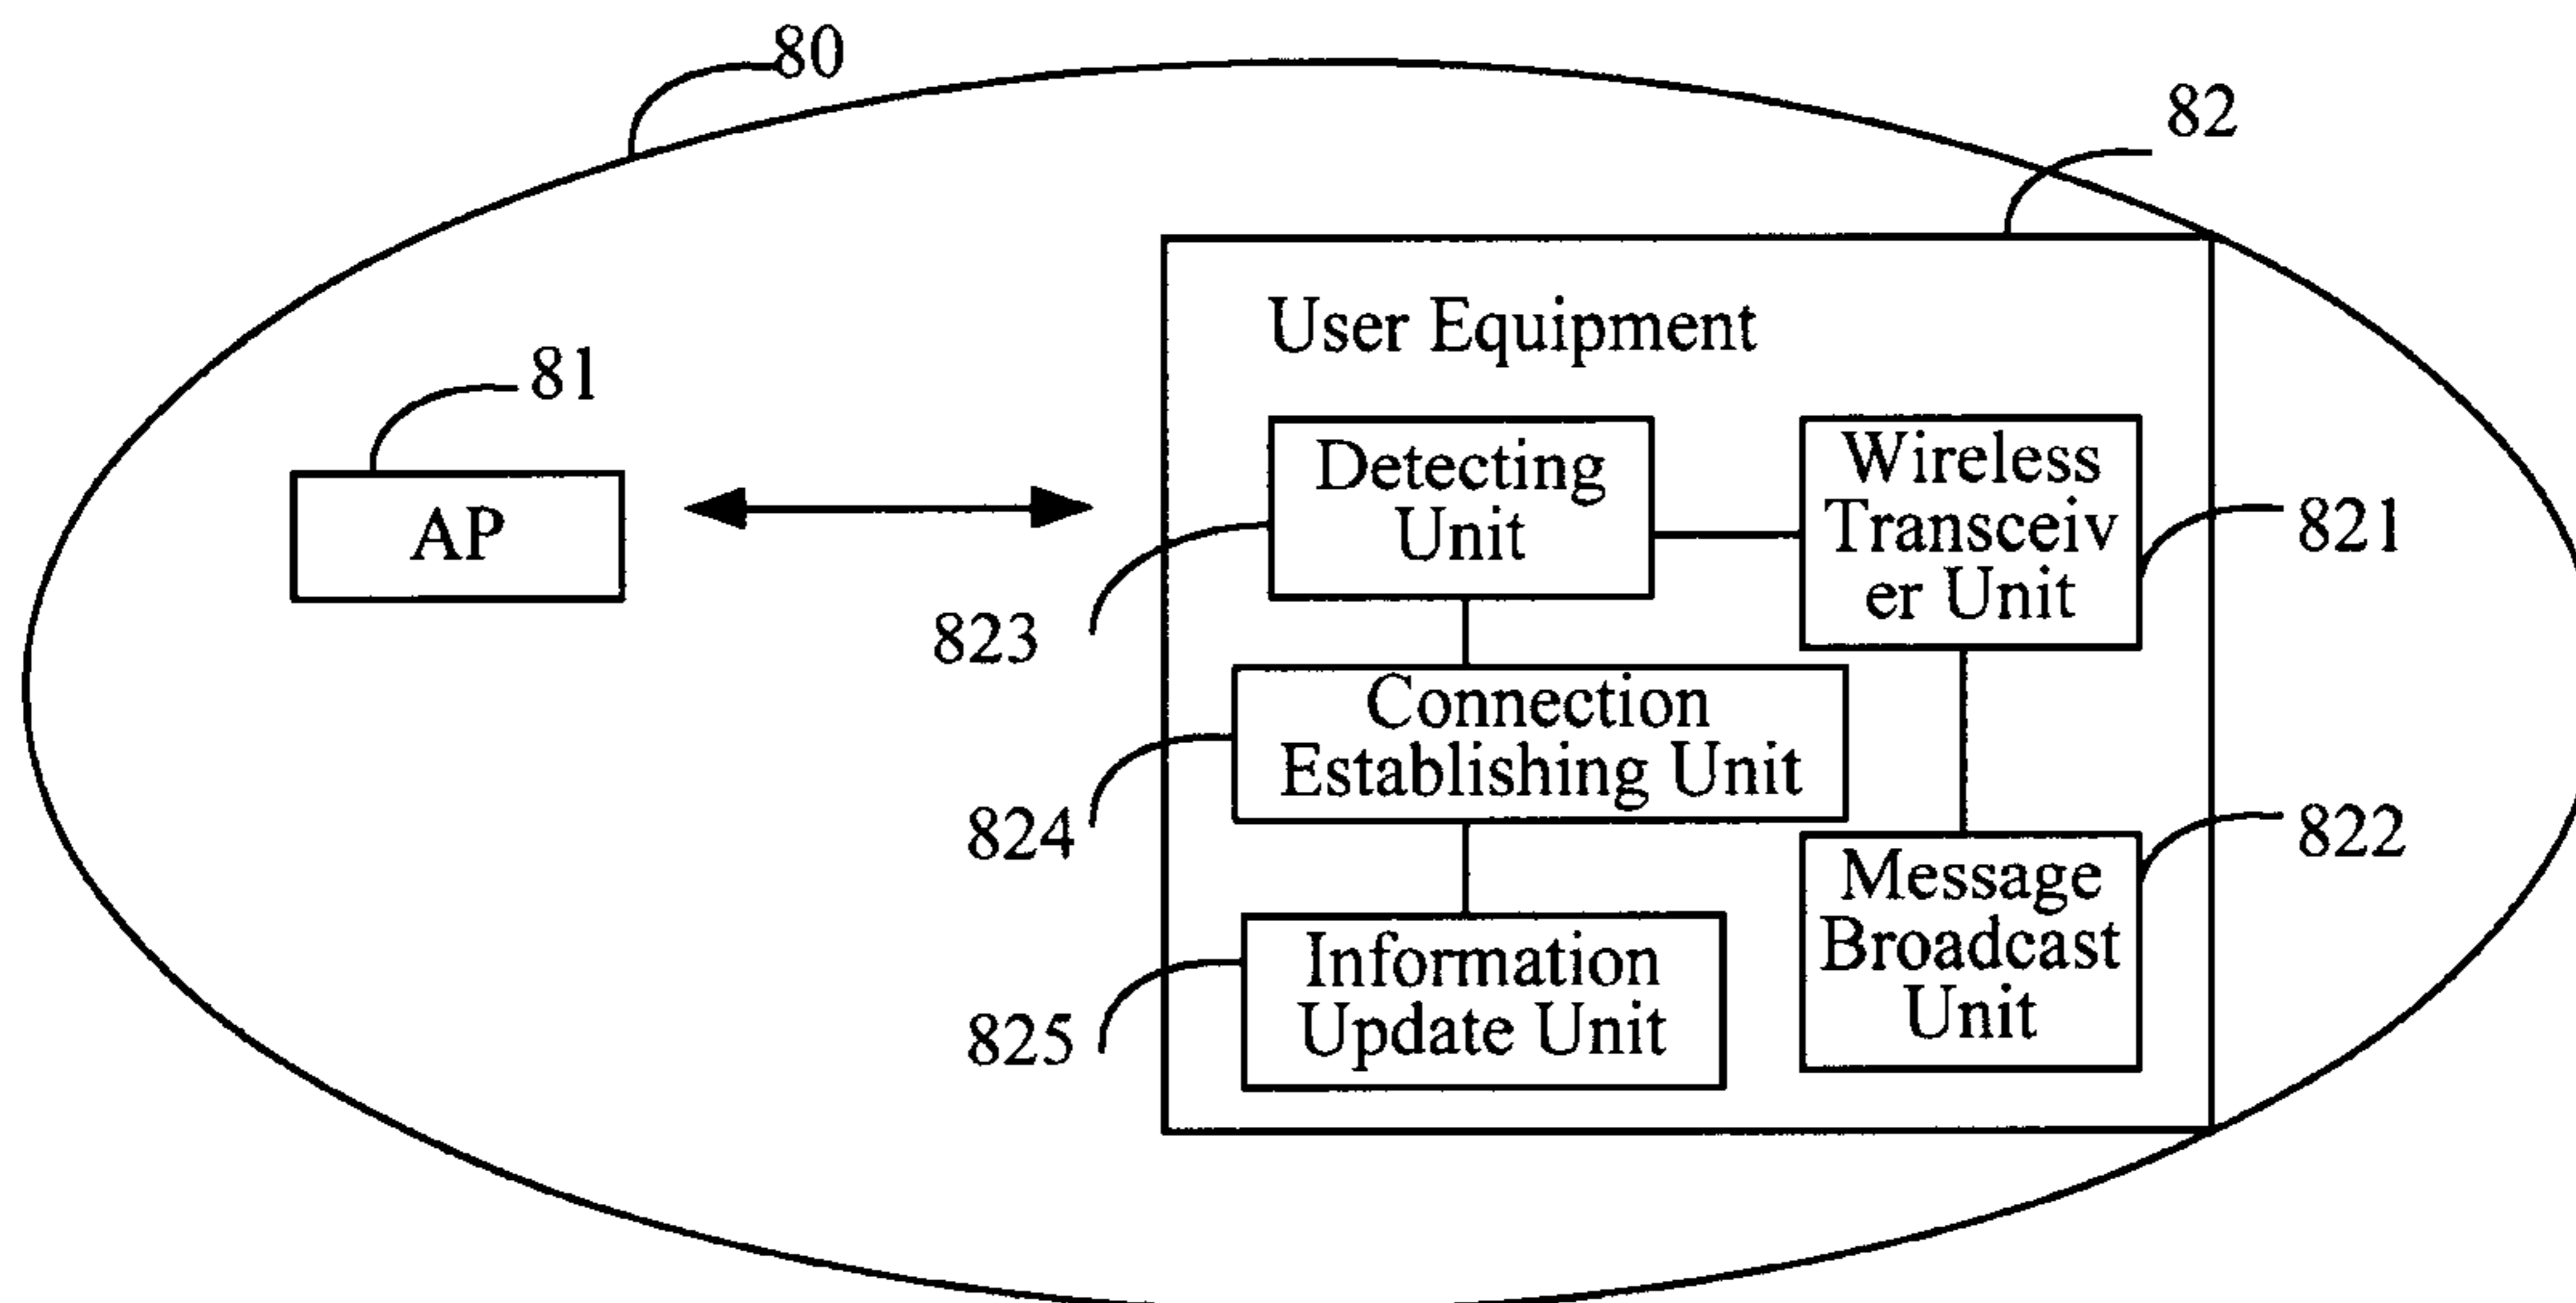 80
82
User Equipment
81
AP
Detecting
Unit
Wireless
Transceiv
er Unit
821
823
Connection
Establishing Unit
824
822
Message
Broadcast
Unit
Information
Update Unit
825